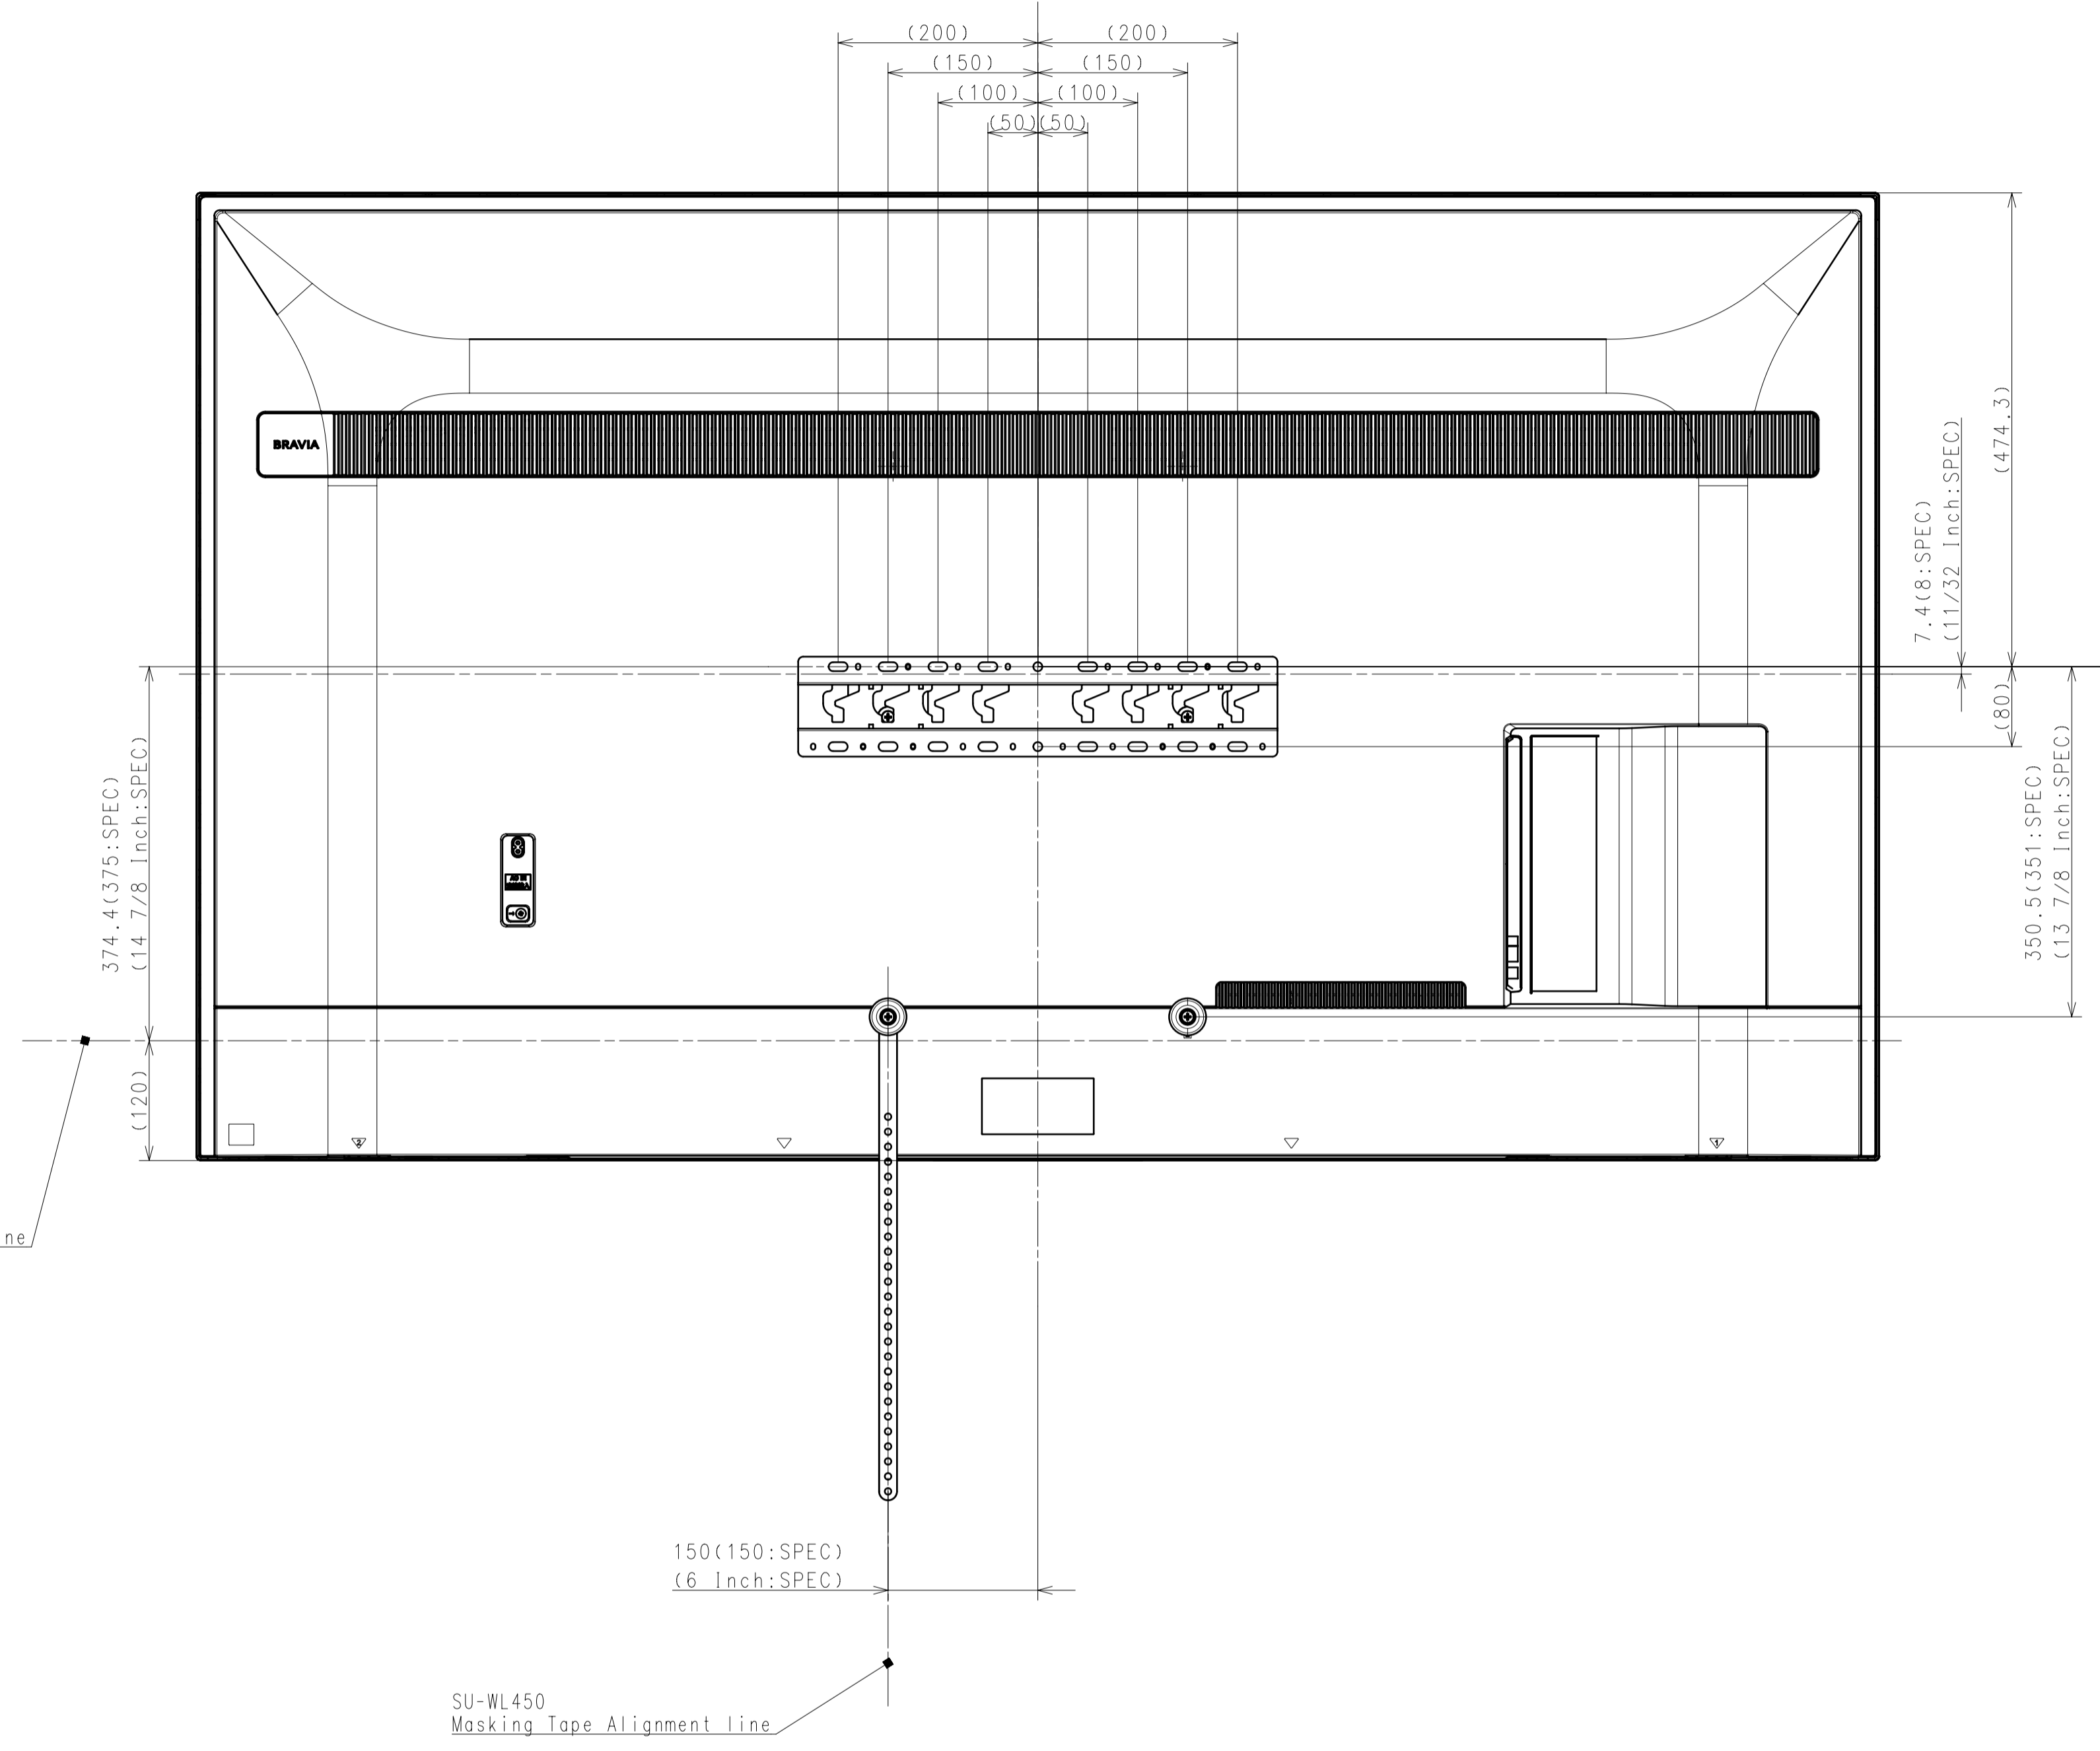 (200) (200)
(150) (150)
(100) (100)
(50) (50)
BRAVIA
(474.3)
7.4(8:SPEC)
(11/32 Inch:SPEC)
(80)
374.4(375:SPEC)
(14 7/8 Inch:SPEC)
350.5(351:SPEC)
(13 7/8 Inch:SPEC)
(120)
2
1
ne
150(150:SPEC)
(6 Inch:SPEC)
SU-WL450
Masking Tape Alignment line